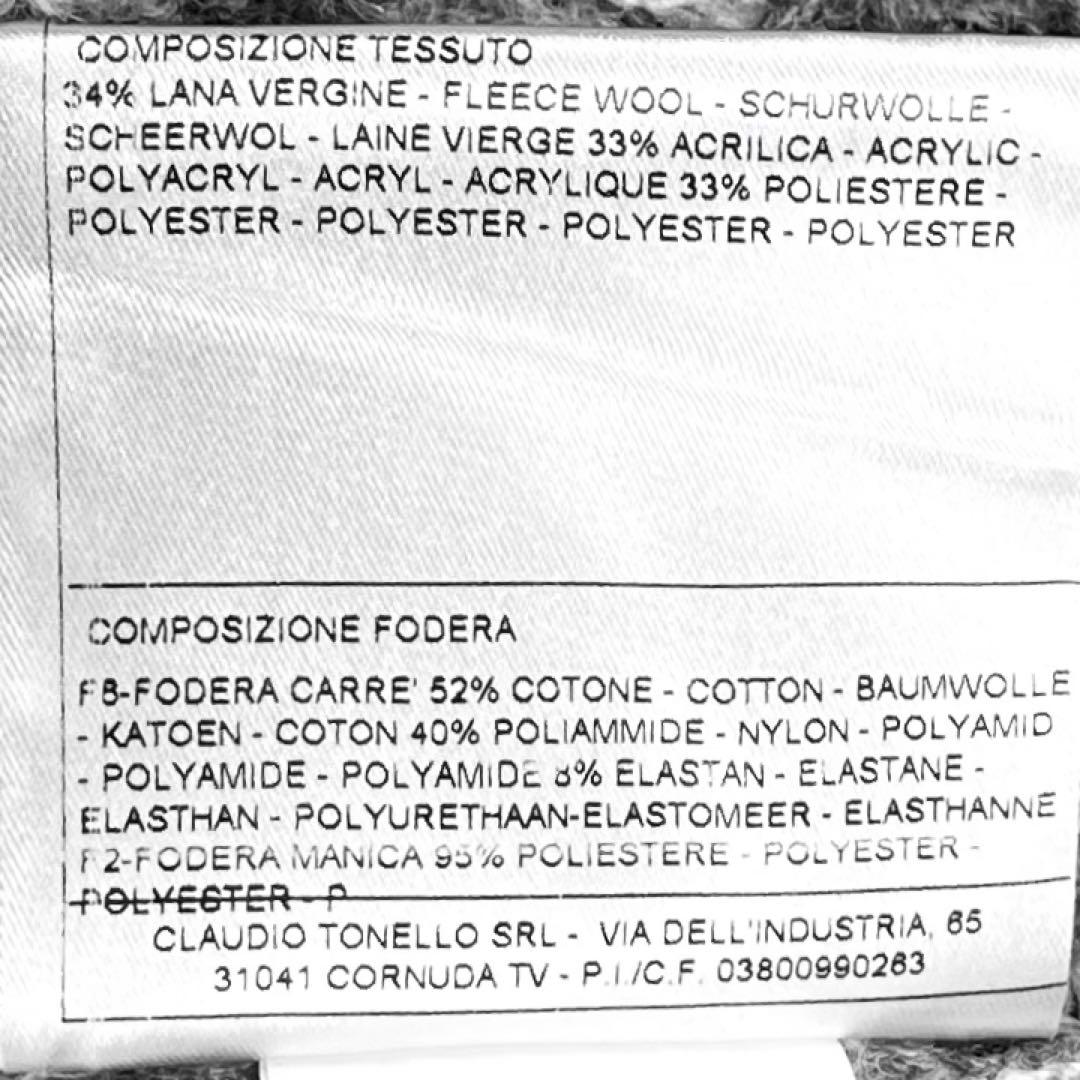 COMPOSIZIONE TESSUTO
34% LANA VERGINE - FLEECE WOOL - SCHURWOLLE -
SCHEERWOL - LAINE VIERGE 33% ACRILICA - ACRYLIC -
POLYACRYL - ACRYL - ACRYLIQUE 33% POLIESTERE -
POLYESTER - POLYESTER - POLYESTER - POLYESTER
COMPOSIZIONE FODERA
F8-FODERA CARRE' 52% COTONE - COTTON - BAUMWOLLE
- KATOEN - COTON 40% POLIAMMIDE - NYLON - POLYAMID
- POLYAMIDE - POLYAMIDE 8% ELASTAN - ELASTANE -
ELASTHAN - POLYURETHAAN-ELASTOMEER - ELASTHANNE
F2-FODERA MANICA 95% POLIESTERE - POLYESTER -
POLYESTER - P
CLAUDIO TONELLO SRL - VIA DELL'INDUSTRIA, 65
31041 CORNUDA TV - P.I./C.F. 03800990263